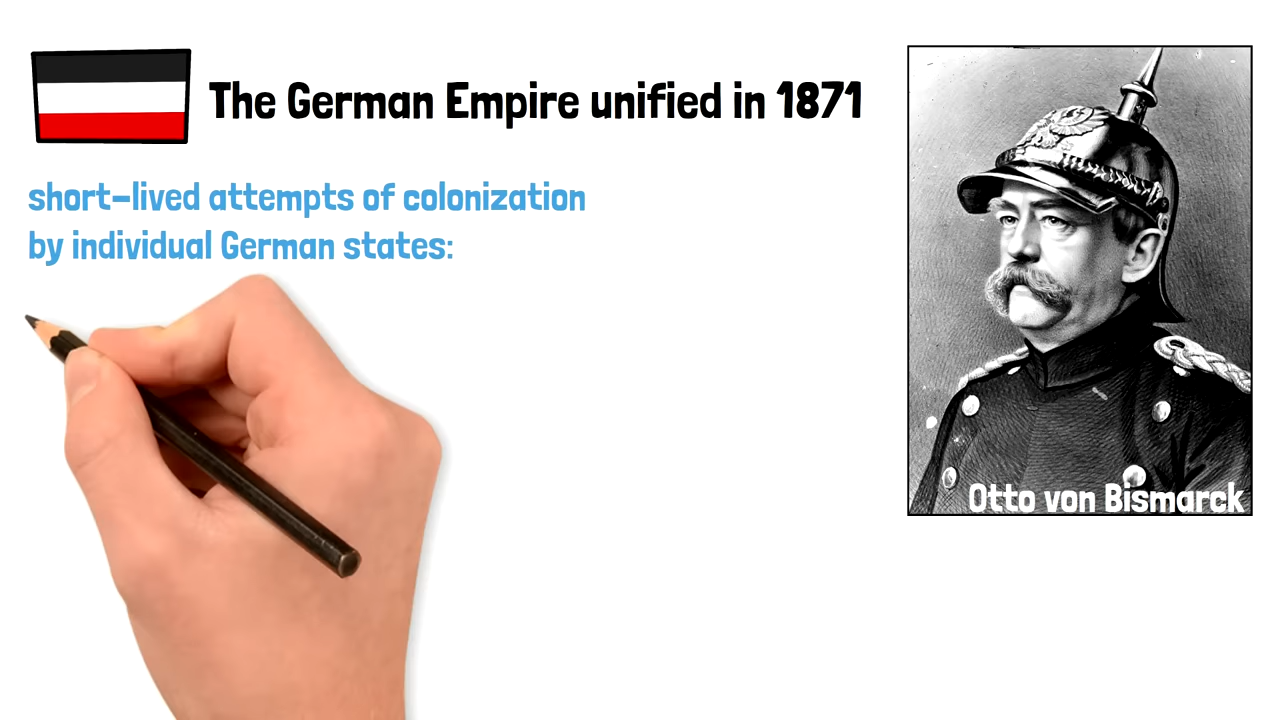 The German Empire unified in 1871
short-lived attempts of colonization
by individual German states:
Otto von Bismarck